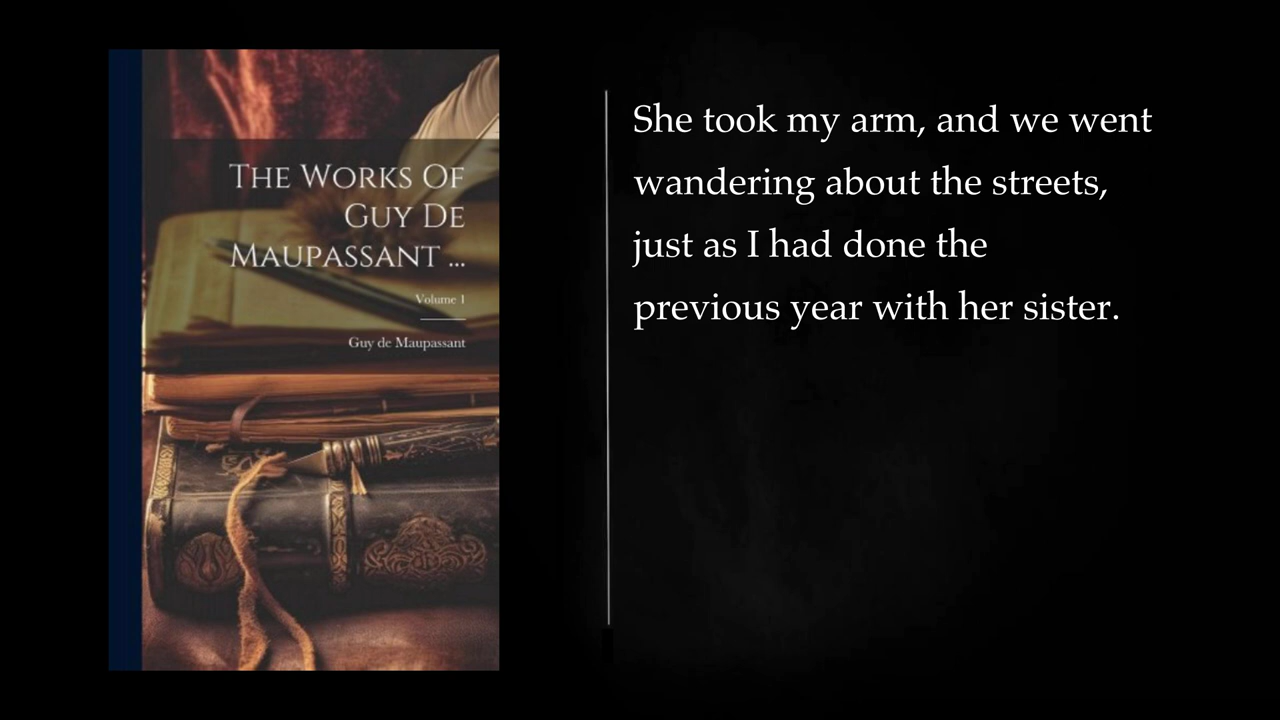 THE WORKS OF
GUY DE
MAUPASSANT ...
Volume 1
Guy de Maupassant
She took my arm, and we went
wandering about the streets,
just as I had done the
previous year with her sister.